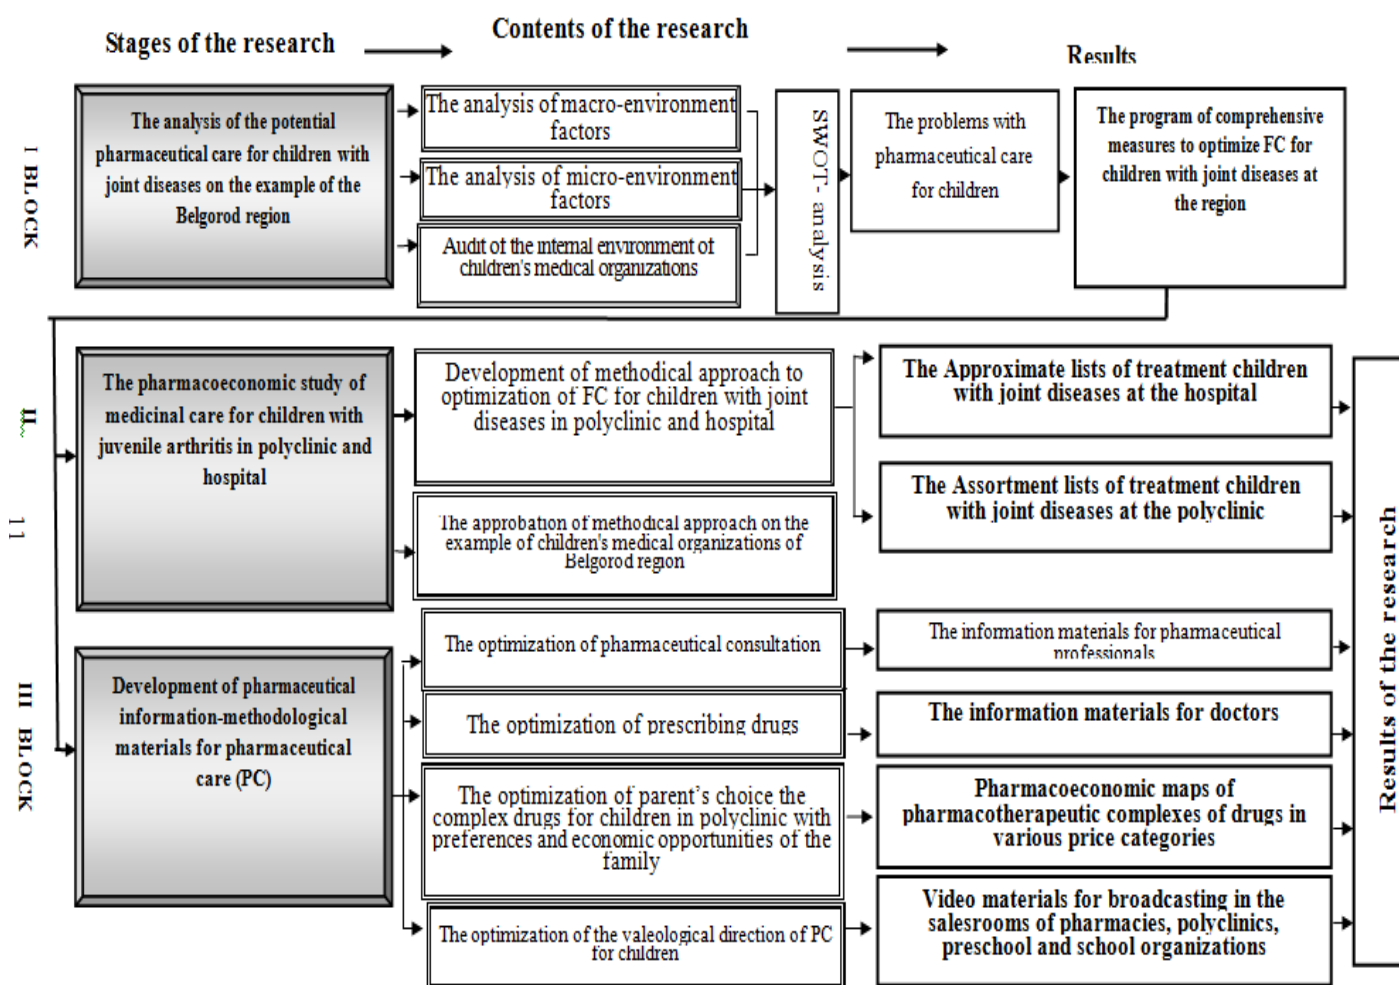 Stages of the research
Contents of the research
Results
I BLOCK
The analysis of the potential
pharmaceutical care for children with
joint diseases on the example of the
Belgorod region
The analysis of macro-environment
factors
The analysis of micro-environment
factors
Audit of the internal environment of
children's medical organizations
SWOT- analysis
The problems with
pharmaceutical care
for children
The program of comprehensive
measures to optimize FC for
children with joint diseases at
the region
II
11
The pharmacoeconomic study of
medicinal care for children with
juvenile arthritis in polyclinic and
hospital
Development of methodical approach to
optimization of FC for children with joint
diseases in polyclinic and hospital
The approbation of methodical approach on the
example of children's medical organizations of
Belgorod region
The Approximate lists of treatment children
with joint diseases at the hospital
The Assortment lists of treatment children
with joint diseases at the polyclinic
III BLOCK
Development of pharmaceutical
information-methodological
materials for pharmaceutical
care (PC)
The optimization of pharmaceutical consultation
The optimization of prescribing drugs
The optimization of parent's choice the
complex drugs for children in polyclinic with
preferences and economic opportunities of the
family
The optimization of the valeological direction of PC
for children
The information materials for pharmaceutical
professionals
The information materials for doctors
Pharmacoeconomic maps of
pharmacotherapeutic complexes of drugs in
various price categories
Video materials for broadcasting in the
salesrooms of pharmacies, polyclinics,
preschool and school organizations
Results of the research